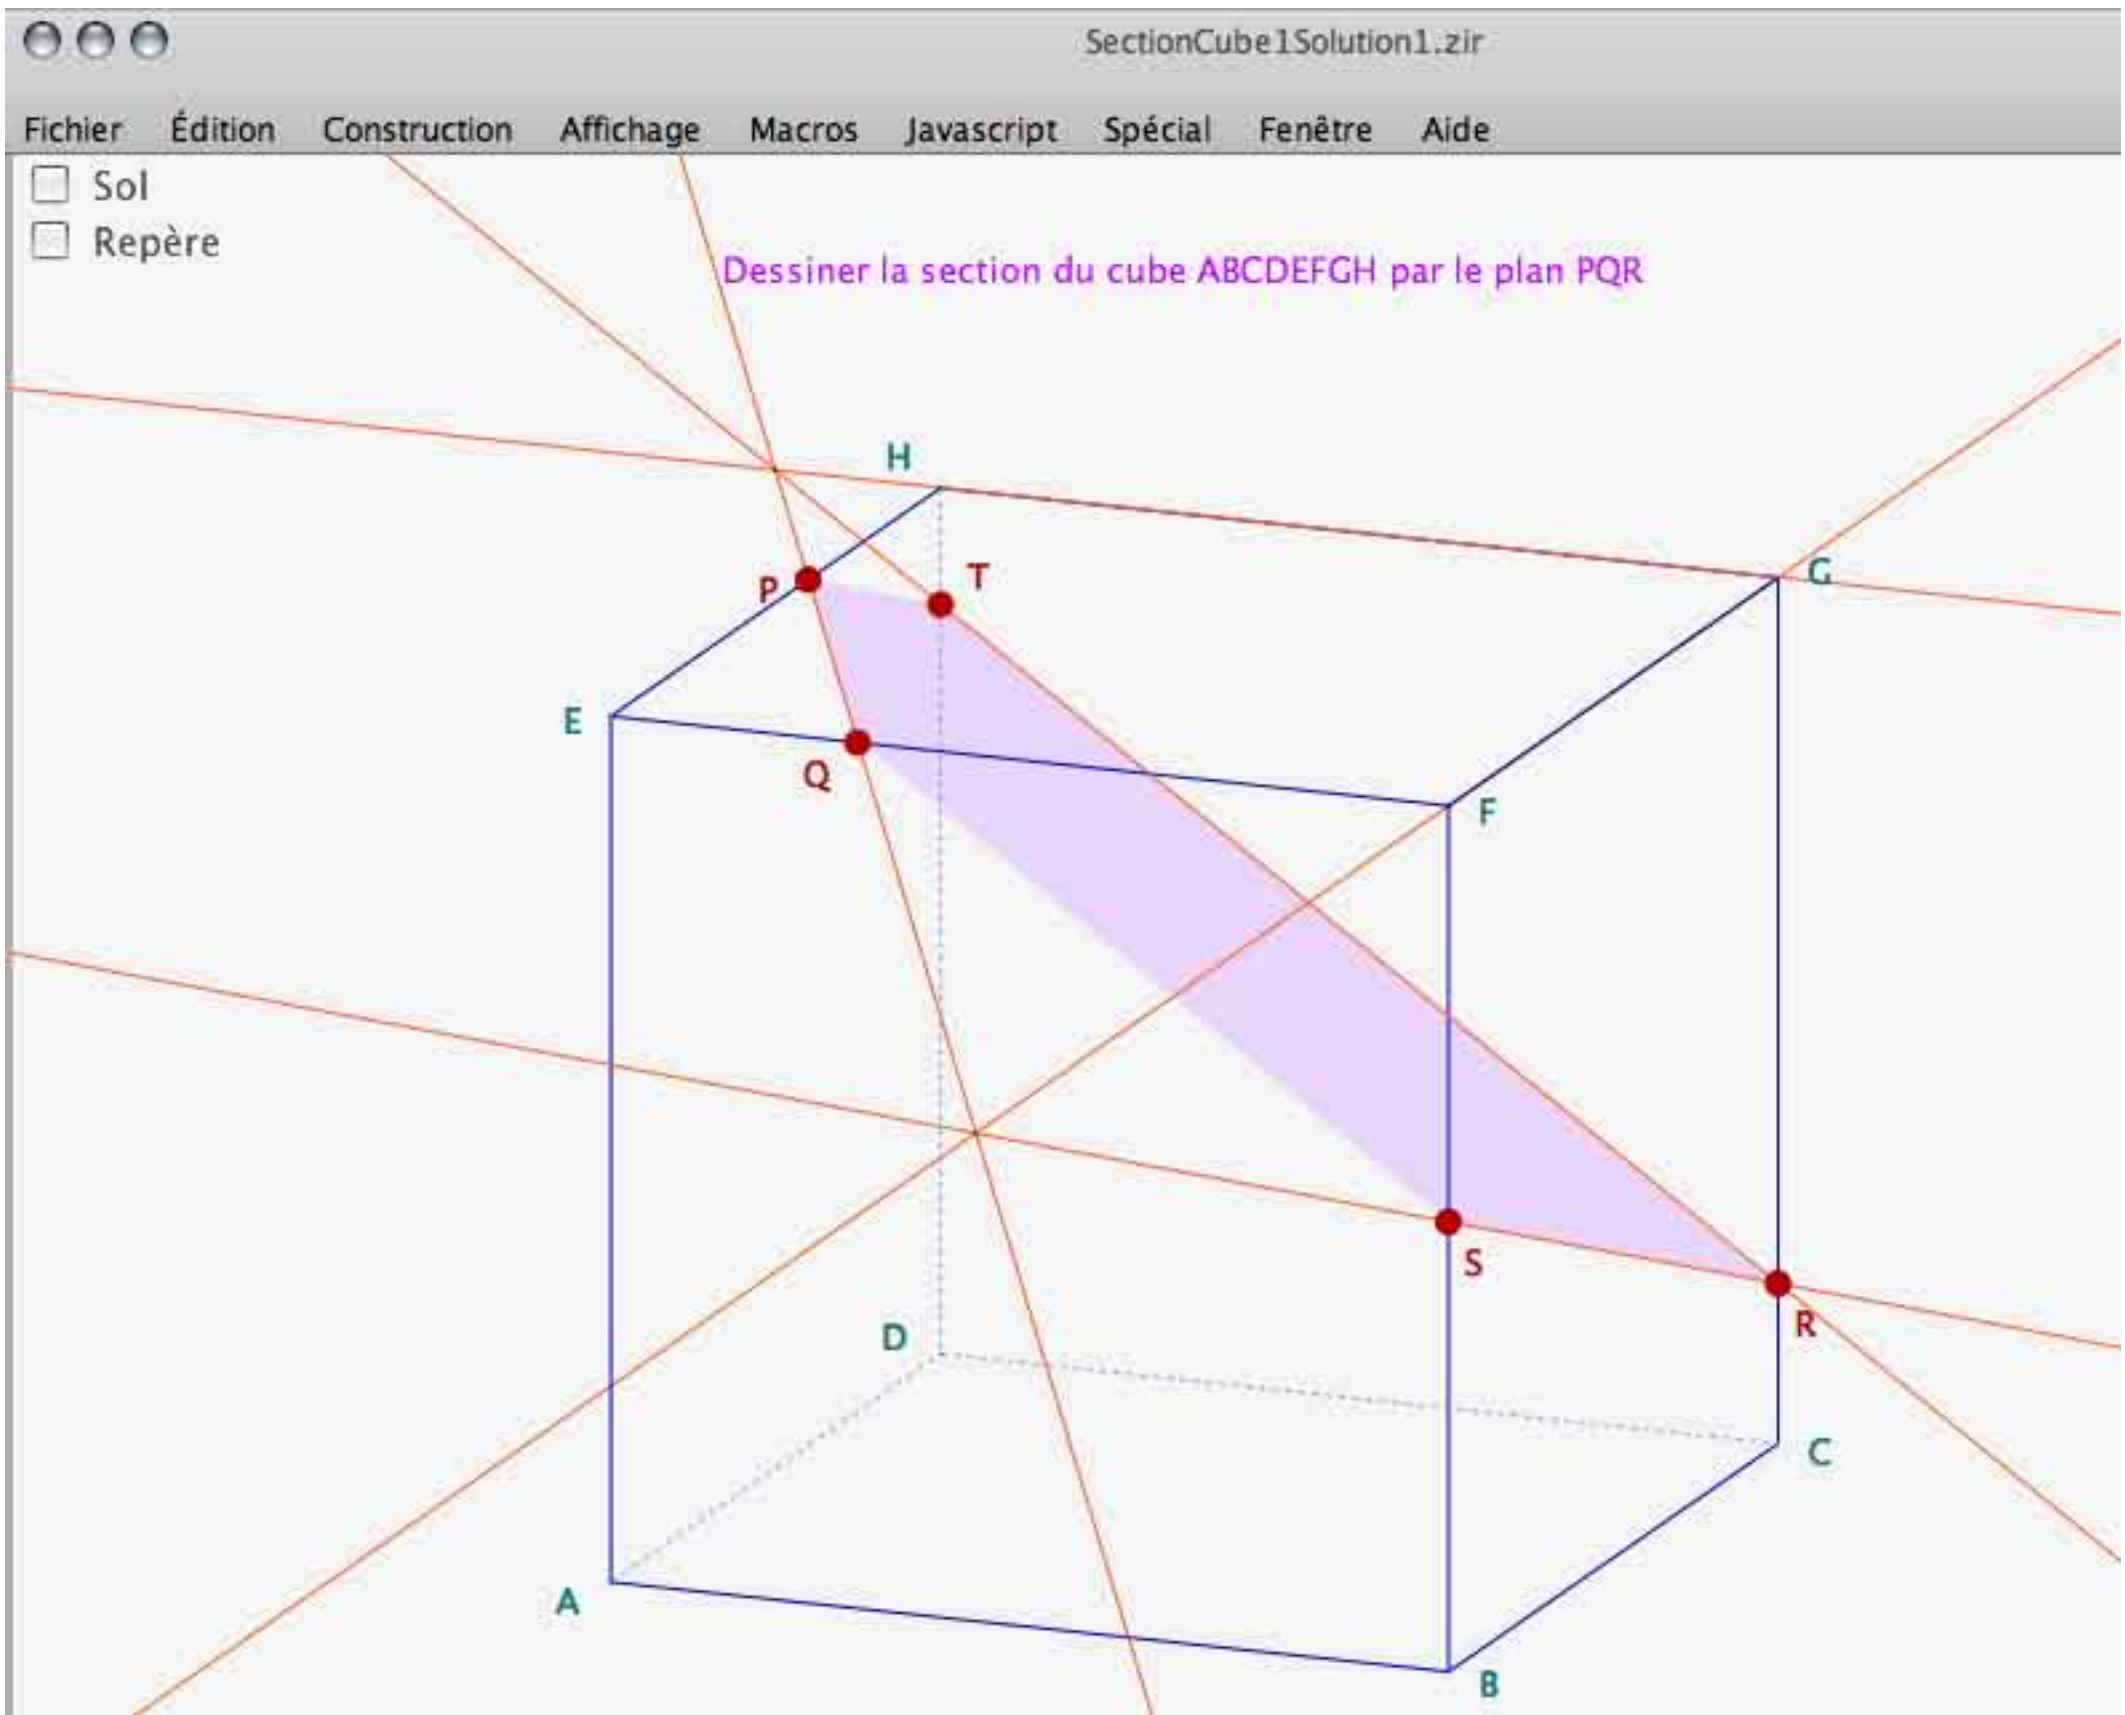 SectionCube1Solution1.zir
Fichier Édition Construction Affichage Macros Javascript Spécial Fenêtre Aide
Sol
Repère
Dessiner la section du cube ABCDEFGH par le plan PQR
H
T
P
G
E
Q
F
S
R
D
C
A
B